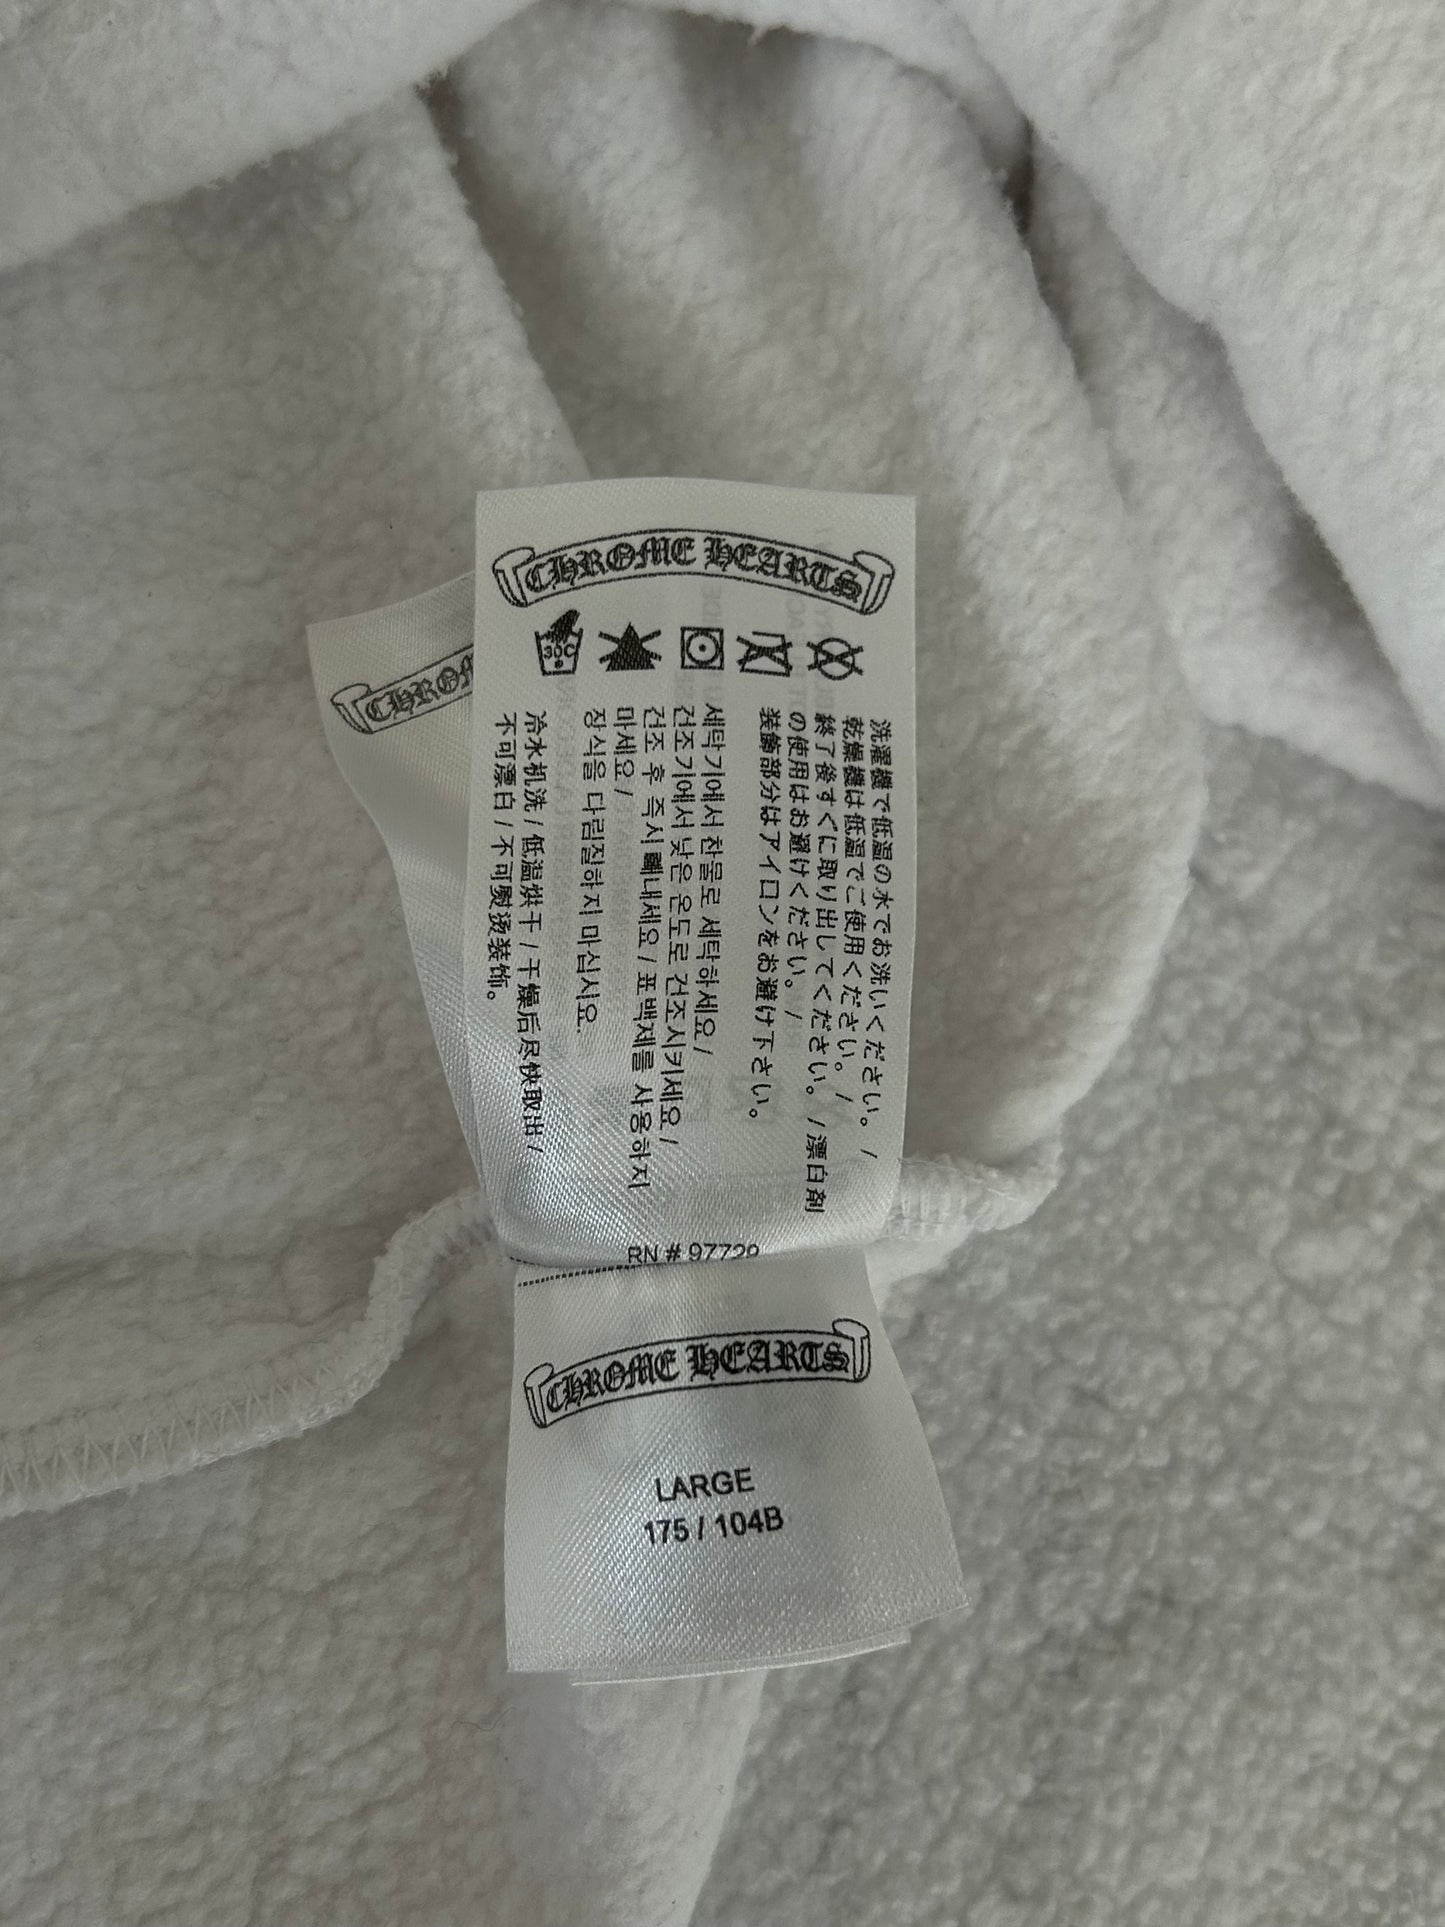 CHROME HEARTS
CHROM
30C
洗濯機で低温の水でお洗いください。 /
乾燥機は低温でご使用ください。 /
終了後すぐに取り出してください。 / 漂白剤
の使用はお避けください。 /
装飾部分はアイロンをお避け下さい。
세탁기에서 찬물로 세탁하세요 /
건조기에서 낮은 온도로 건조시키세요 /
건조 후 즉시 빼내세요 / 표백제를 사용하지
마세요 /
장식을 다림질하지 마십시요.
冷水机洗 / 低温烘干 / 干燥后尽快取出 /
不可漂白 / 不可熨烫装饰。
RN # 97729
CHROME HEARTS
LARGE
175 / 104B